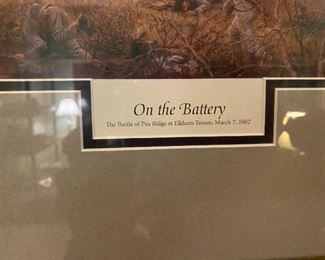 On the Battery
The Battle of Pea Ridge at Elkhorn Tavern: March 7, 1862